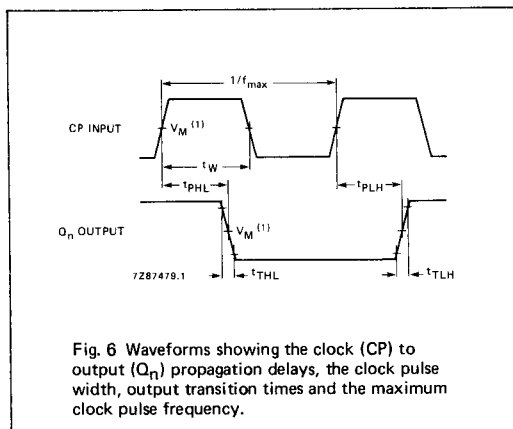 1/fmax
CP INPUT
VM(1)
tW
tPHL
tPLH
Qn OUTPUT
VM(1)
7Z87479.1
tTHL
tTLH
Fig. 6 Waveforms showing the clock (CP) to
output (Qn) propagation delays, the clock pulse
width, output transition times and the maximum
clock pulse frequency.